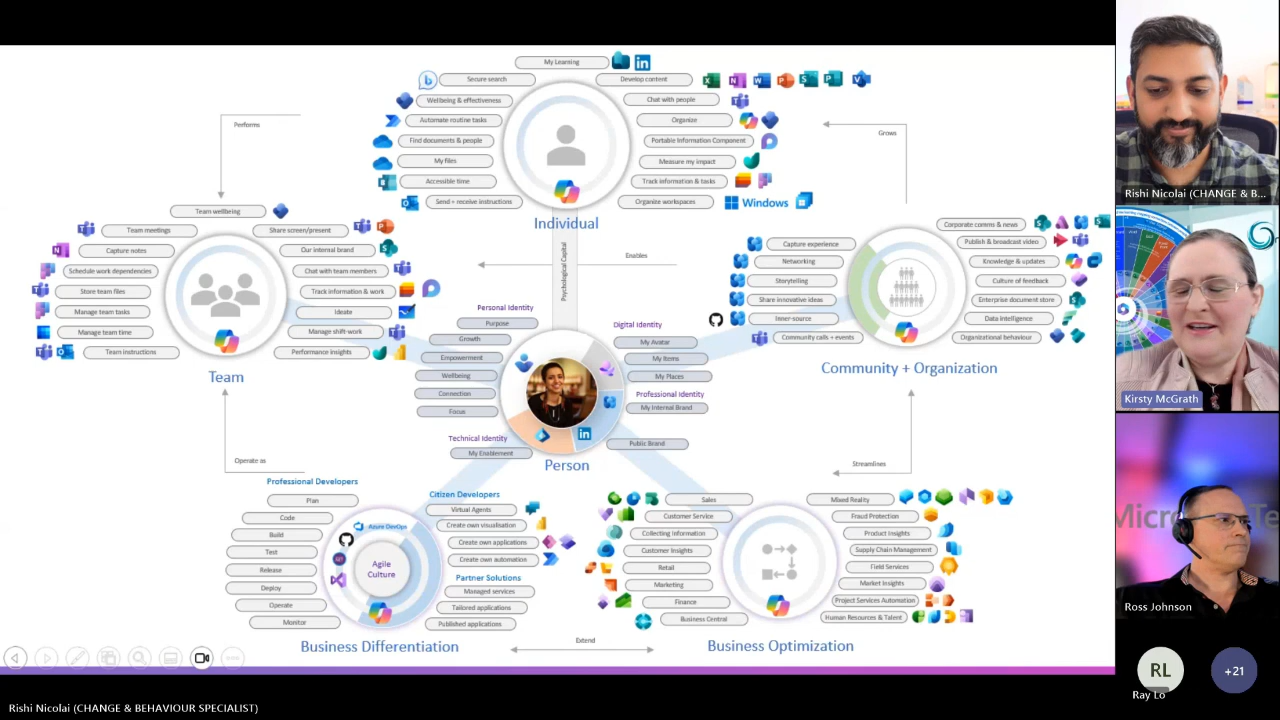 My Learning
Secure search
Develop content
Wellbeing & effectiveness
Chat with people
Automate routine tasks
Organize
Find documents & people
Portable Information Component
My files
Measure my impact
Accessible time
Track information & tasks
Send + receive instructions
Organize workspaces
Windows
Individual
Performs
Grows
Enables
Psychological Capital
Team wellbeing
Team meetings
Share screen/present
Capture notes
Our internal brand
Schedule work dependencies
Chat with team members
Store team files
Track information & work
Manage team tasks
Ideate
Manage team time
Manage shift-work
Team instructions
Performance insights
Team
Corporate comms & news
Capture experience
Publish & broadcast video
Networking
Knowledge & updates
Storytelling
Culture of feedback
Share innovative ideas
Enterprise document store
Inner-source
Data intelligence
Community calls + events
Organizational behaviour
Community + Organization
Personal Identity
Purpose
Growth
Empowerment
Wellbeing
Connection
Focus
Technical Identity
My Enablement
Digital Identity
My Avatar
My Items
My Places
Professional Identity
My Internal Brand
Public Brand
Person
Operate as
Streamlines
Professional Developers
Plan
Code
Build
Test
Release
Deploy
Operate
Monitor
Azure DevOps
Agile
Culture
Citizen Developers
Virtual Agents
Create own visualisation
Create own applications
Create own automation
Partner Solutions
Managed services
Tailored applications
Published applications
Business Differentiation
Extend
Sales
Customer Service
Collecting Information
Customer Insights
Retail
Marketing
Finance
Business Central
Mixed Reality
Fraud Protection
Product Insights
Supply Chain Management
Field Services
Market Insights
Project Services Automation
Human Resources & Talent
Business Optimization
Rishi Nicolai (CHANGE & B...
Kirsty McGrath
Ross Johnson
RL
Ray Lo
+21
Rishi Nicolai (CHANGE & BEHAVIOUR SPECIALIST)